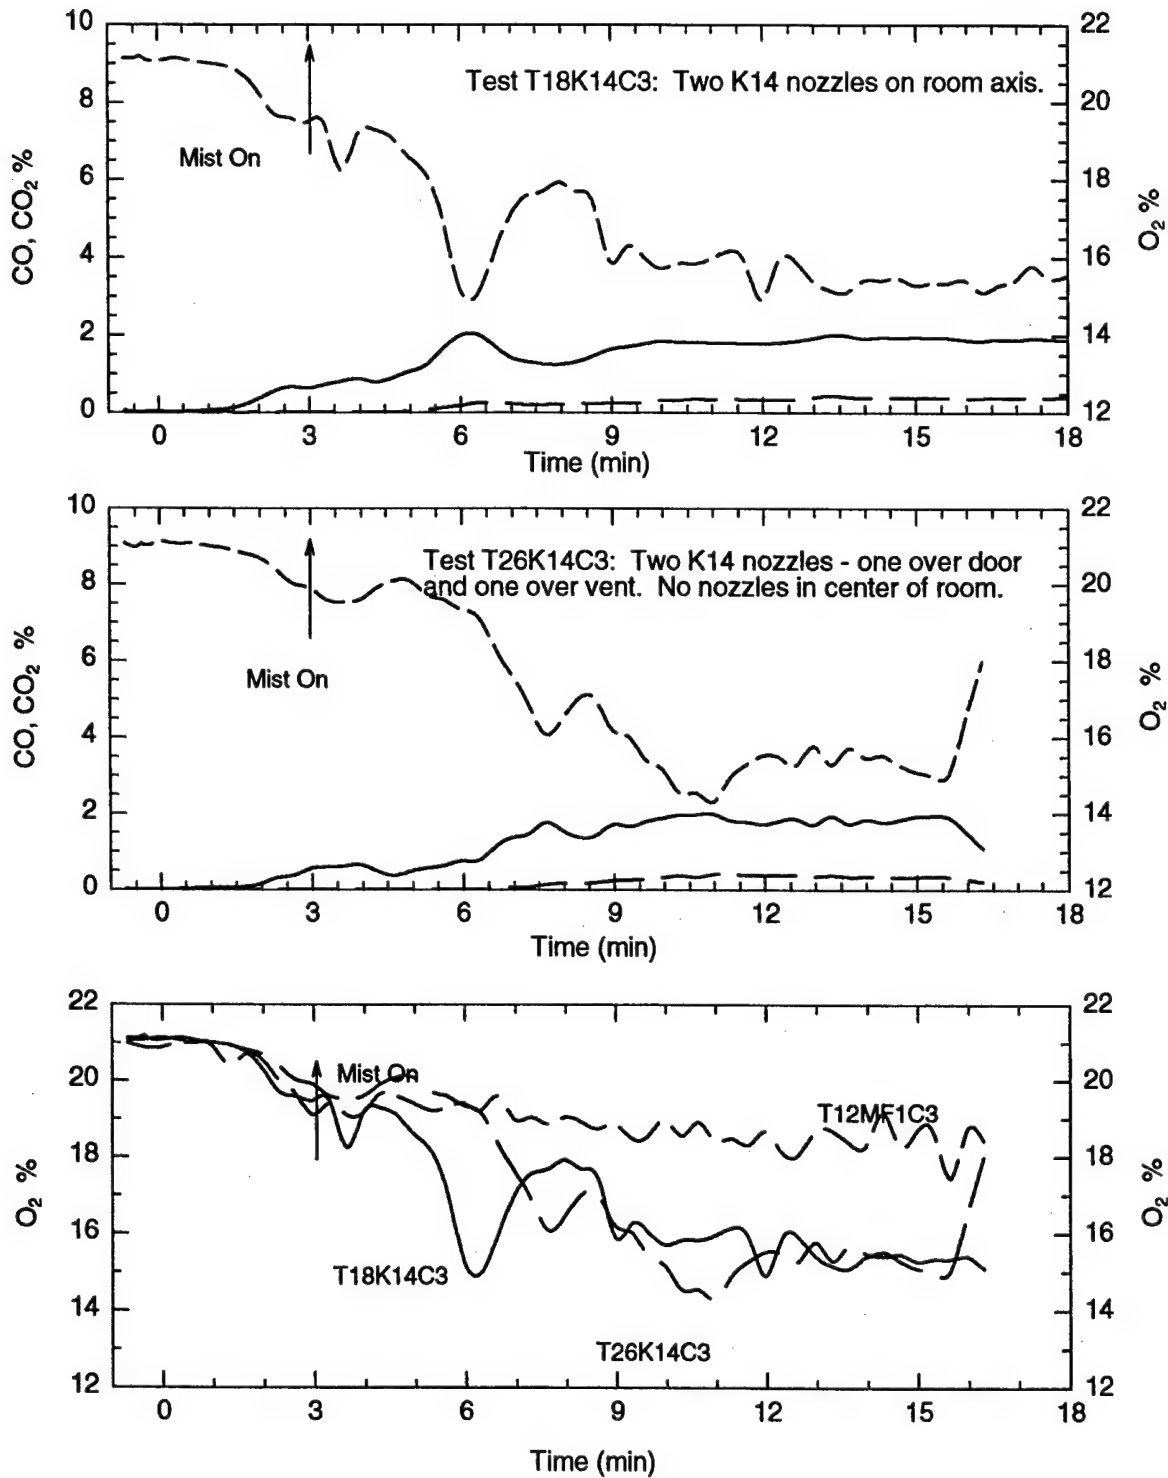 10
22
Test T18K14C3: Two K14 nozzles on room axis.
8
20
Mist On
6
18
CO, CO2 %
O2 %
4
16
2
14
0
12
0 3 6 9 12 15 18
Time (min)
10
22
Test T26K14C3: Two K14 nozzles - one over door
and one over vent. No nozzles in center of room.
8
20
Mist On
6
18
CO, CO2 %
O2 %
4
16
2
14
0
12
0 3 6 9 12 15 18
Time (min)
22
22
Mist On
20
20
T12MF1C3
18
18
O2 %
O2 %
16
16
T18K14C3
14
14
T26K14C3
12
12
0 3 6 9 12 15 18
Time (min)